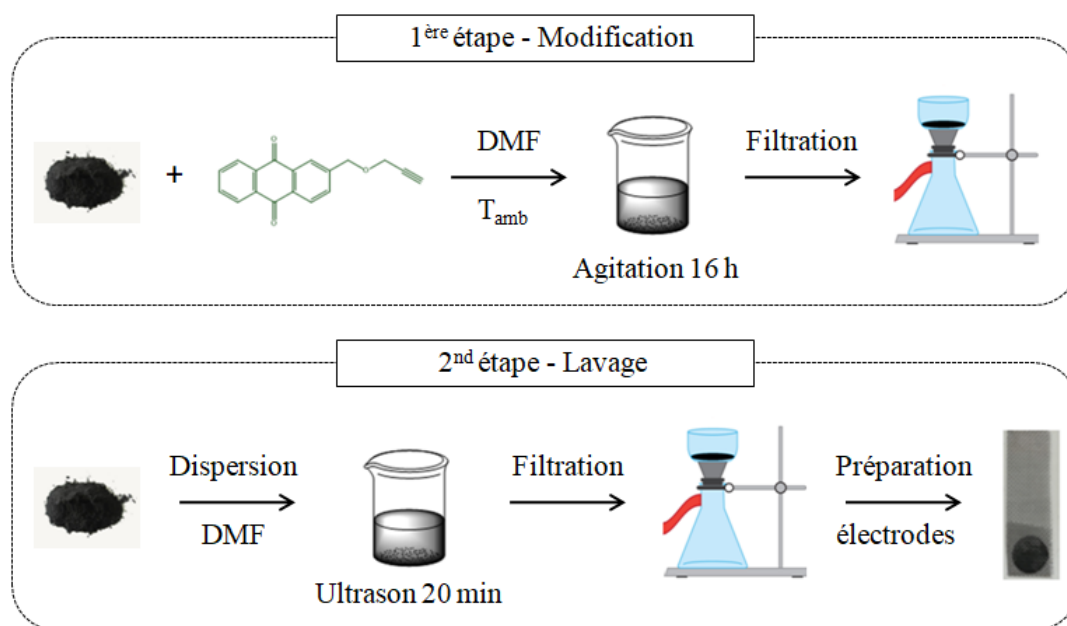 1ère étape - Modification
+
O
O
O
DMF
Tamb
Agitation 16 h
Filtration
2nd étape - Lavage
Dispersion
DMF
Ultrason 20 min
Filtration
Préparation
électrodes